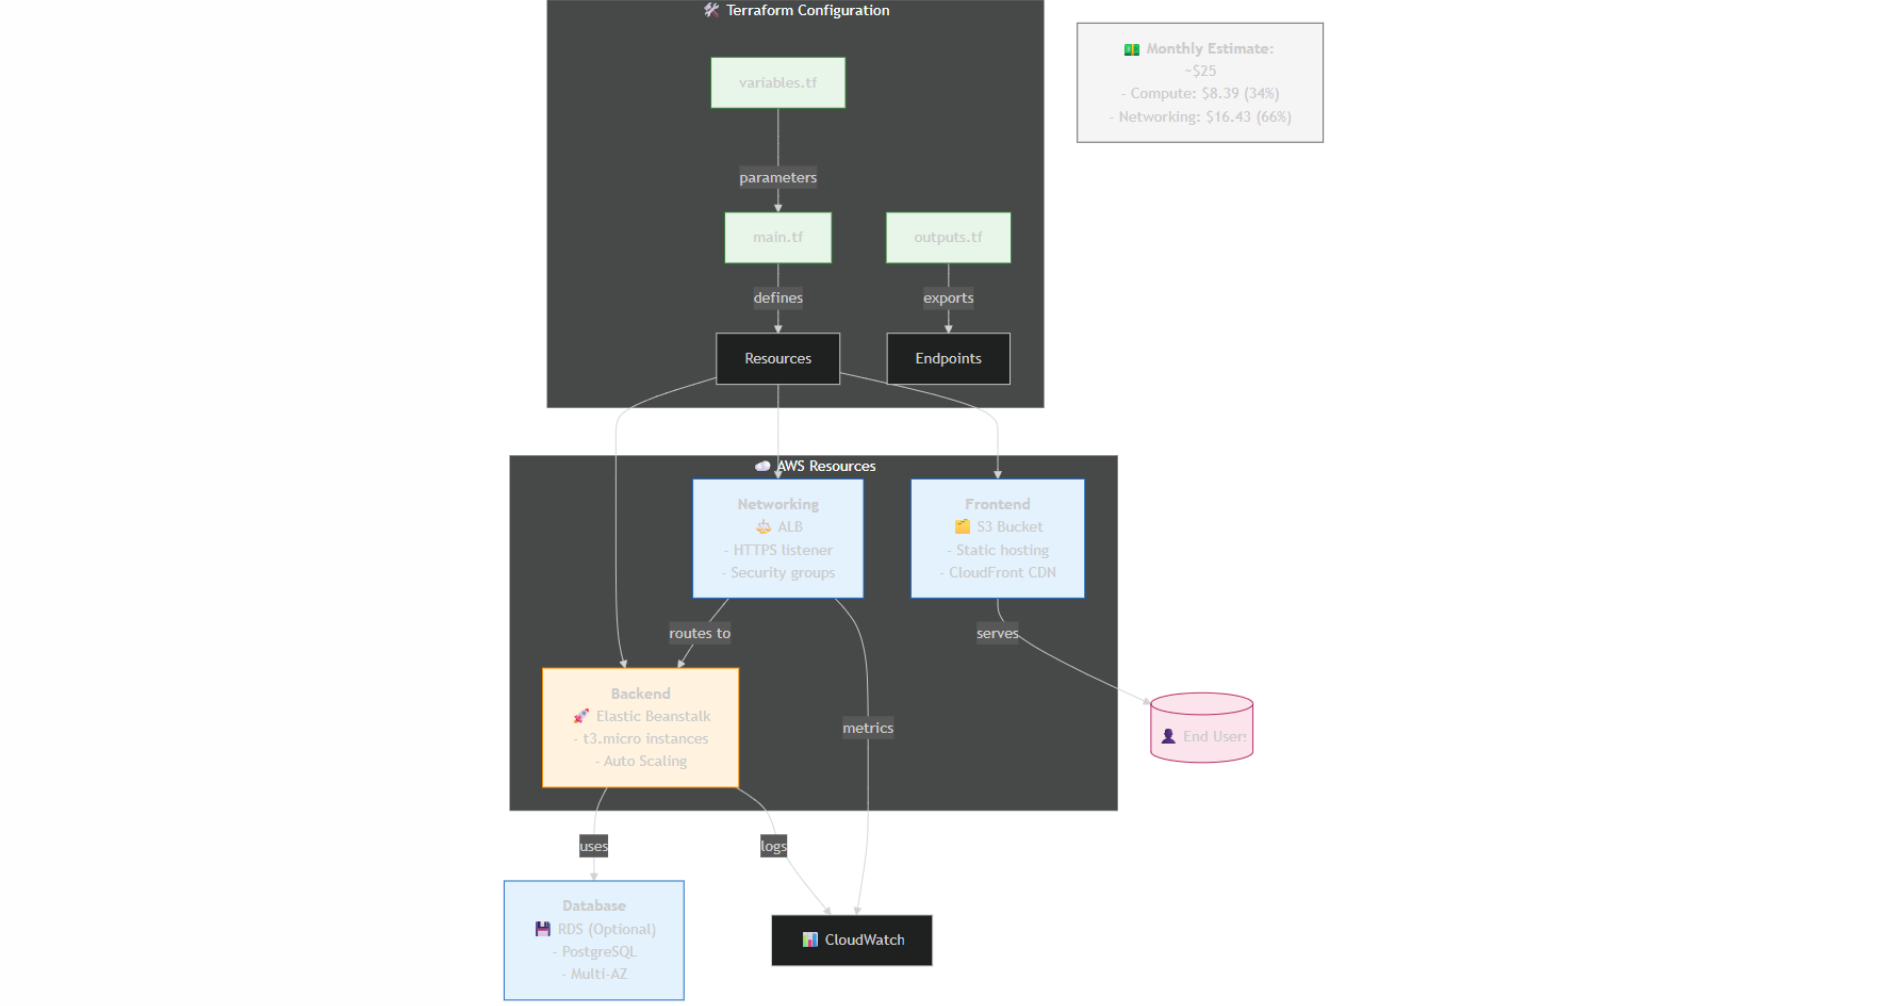 🛠️ Terraform Configuration
💵 Monthly Estimate:
~$25
- Compute: $8.39 (34%)
- Networking: $16.43 (66%)
variables.tf
parameters
main.tf
outputs.tf
defines
exports
Resources
Endpoints
☁️ AWS Resources
Networking
⚖️ ALB
- HTTPS listener
- Security groups
Frontend
🗂️ S3 Bucket
- Static hosting
- CloudFront CDN
routes to
serves
Backend
🚀 Elastic Beanstalk
- t3.micro instances
- Auto Scaling
metrics
👤 End Users
uses
logs
Database
💾 RDS (Optional)
- PostgreSQL
- Multi-AZ
📊 CloudWatch